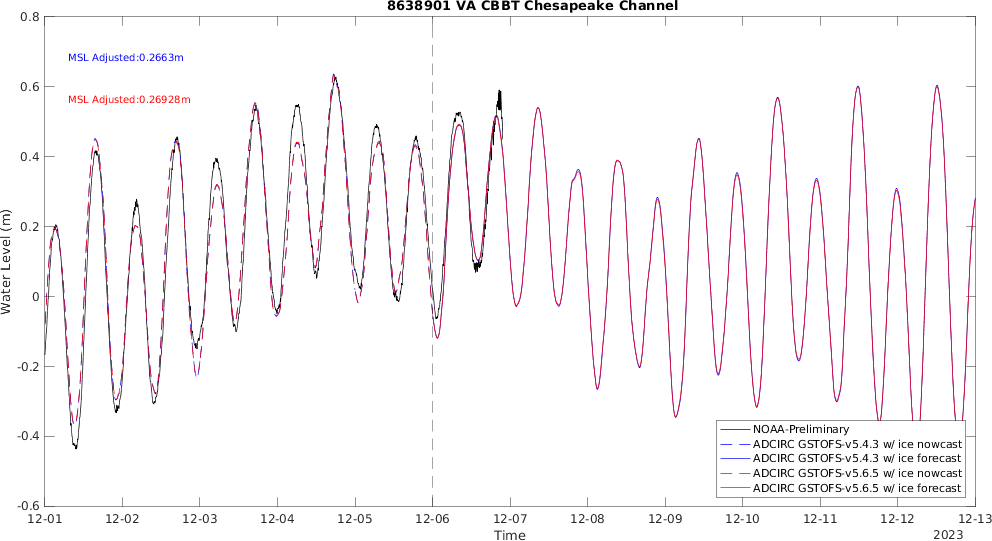 8638901 VA CBBT Chesapeake Channel
MSL Adjusted:0.2663m
MSL Adjusted:0.26928m
Water Level (m)
0.8
0.6
0.4
0.2
0
-0.2
-0.4
-0.6
NOAA-Preliminary
ADCIRC GSTOFS-v5.4.3 w/ ice nowcast
ADCIRC GSTOFS-v5.4.3 w/ ice forecast
ADCIRC GSTOFS-v5.6.5 w/ ice nowcast
ADCIRC GSTOFS-v5.6.5 w/ ice forecast
12-01 12-02 12-03 12-04 12-05 12-06 12-07 12-08 12-09 12-10 12-11 12-12 12-13
Time
2023